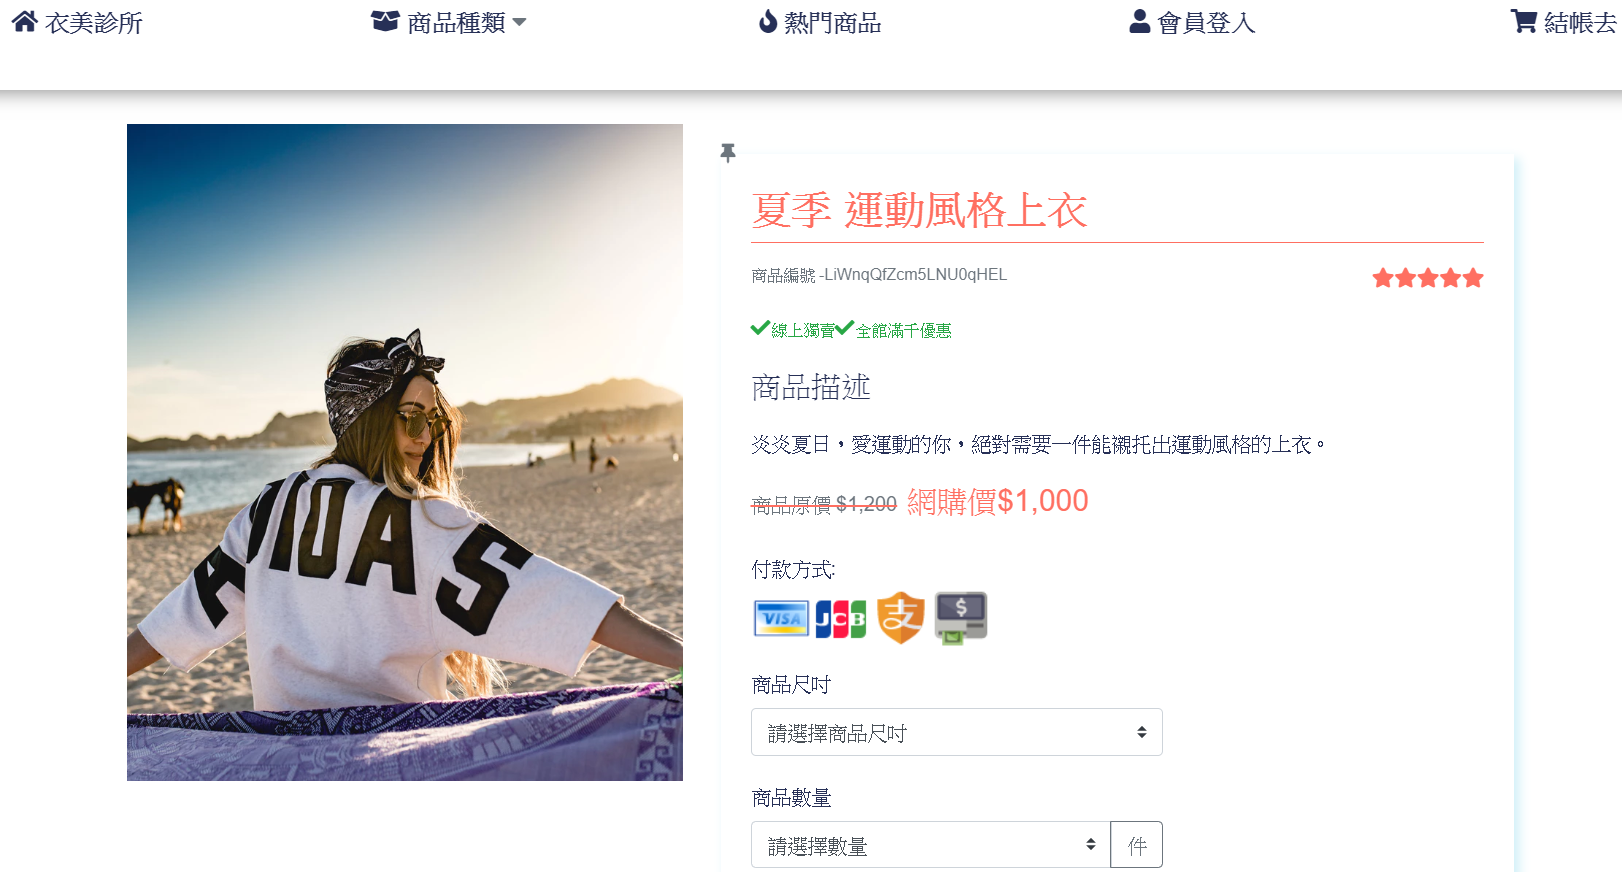 衣美診所
商品種類
熱門商品
會員登入
結帳去
夏季 運動風格上衣
商品編號 -LiWnqQfZcm5LNU0qHEL
線上獨賣 全館滿千優惠
商品描述
炎炎夏日，愛運動的你，絕對需要一件能襯托出運動風格的上衣。
商品原價 $1,200 網購價$1,000
付款方式:
VISA JCB 支 $
商品尺吋
請選擇商品尺吋
商品數量
請選擇數量 件
ADIDAS